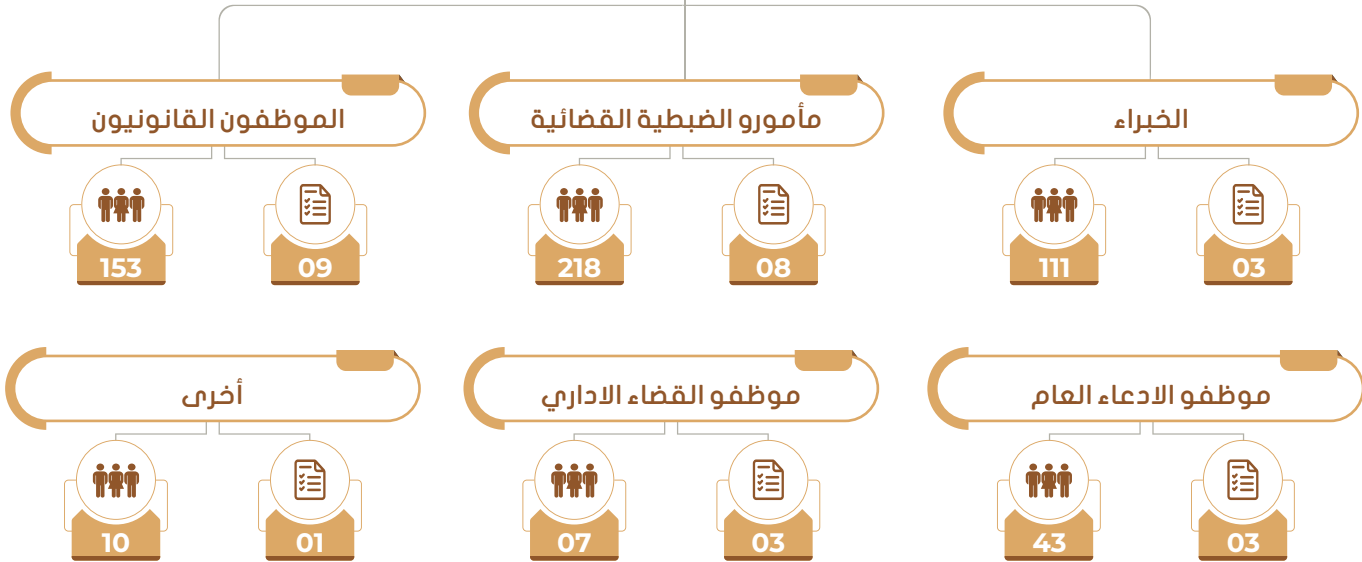 الخبراء
03
111
مأمورو الضبطية القضائية
08
218
الموظفون القانونيون
09
153
موظفو الادعاء العام
03
43
موظفو القضاء الاداري
03
07
أخرى
01
10